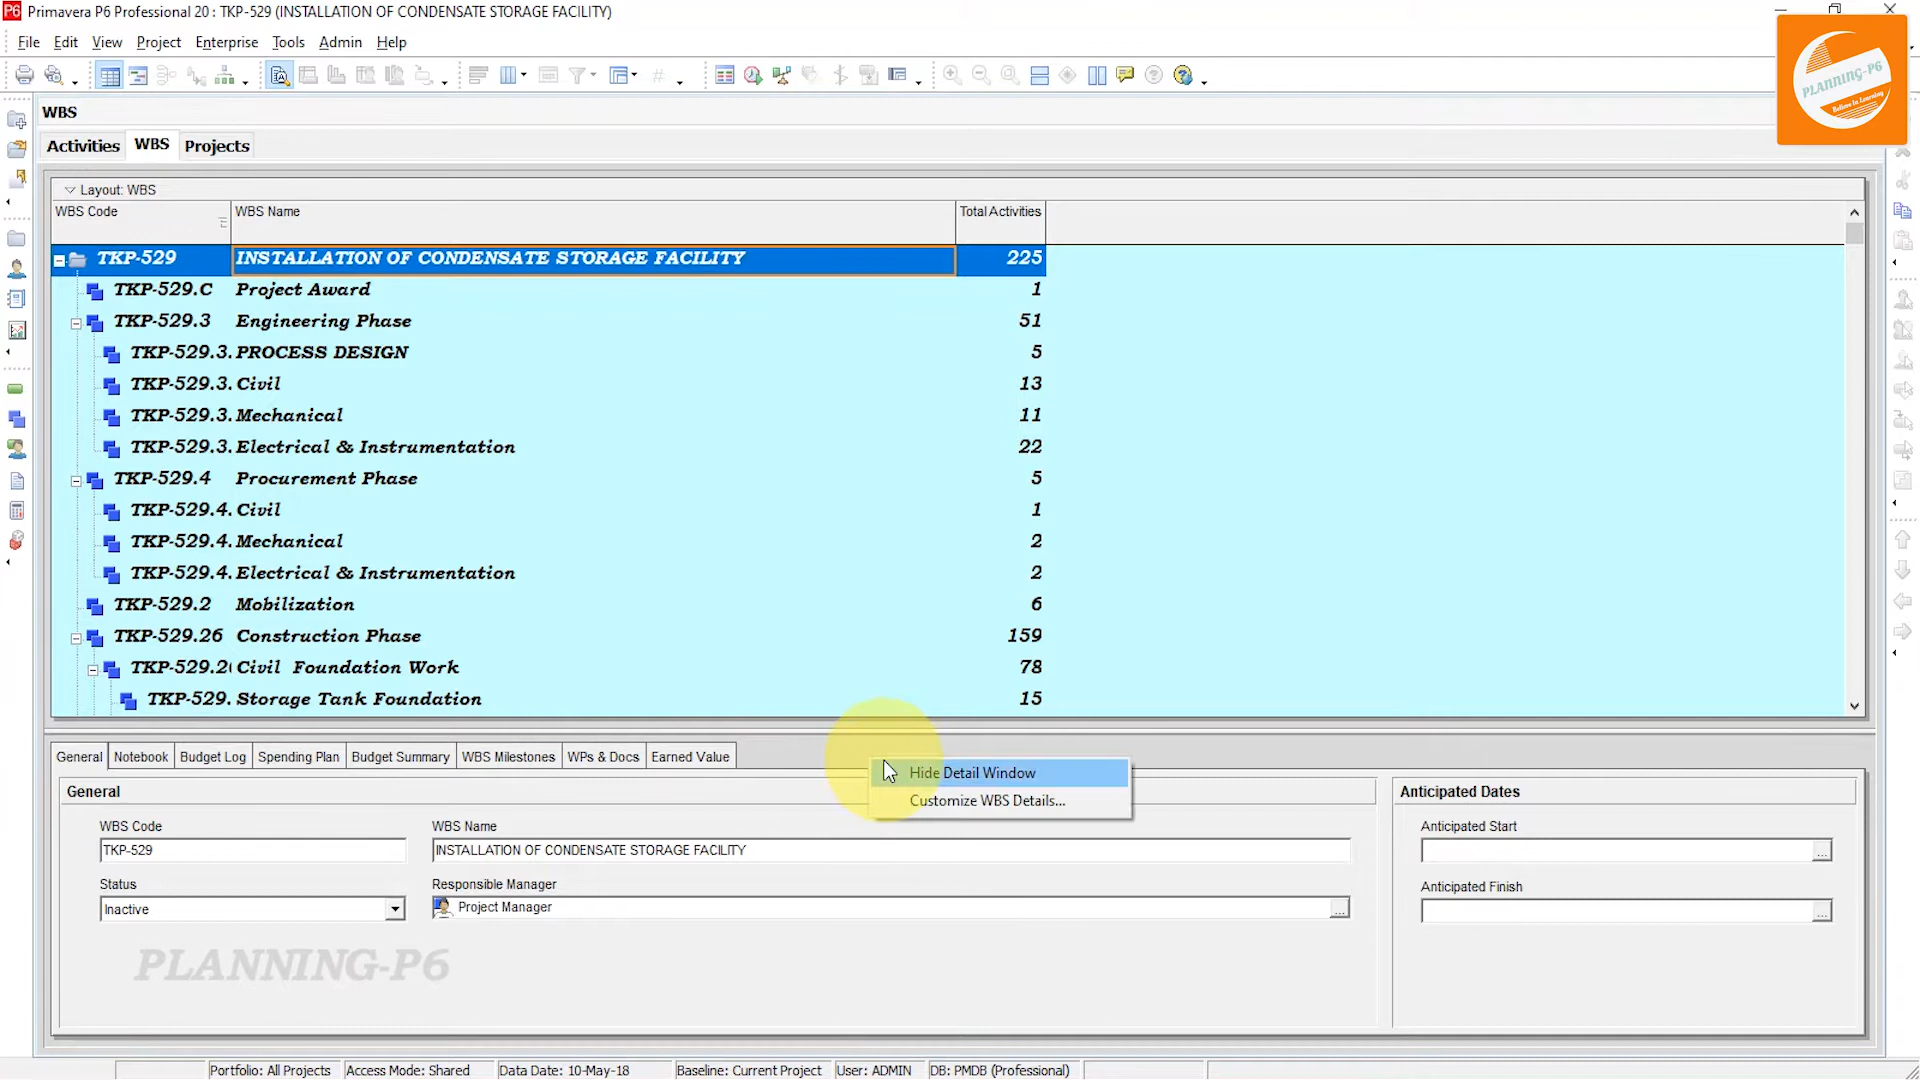 Primavera P6 Professional 20 : TKP-529 (INSTALLATION OF CONDENSATE STORAGE FACILITY)
File Edit View Project Enterprise Tools Admin Help
PLANNING-P6
Believe In Learning
WBS
Activities WBS Projects
Layout: WBS
WBS Code WBS Name Total Activities
TKP-529 INSTALLATION OF CONDENSATE STORAGE FACILITY 225
TKP-529.C Project Award 1
TKP-529.3 Engineering Phase 51
TKP-529.3. PROCESS DESIGN 5
TKP-529.3. Civil 13
TKP-529.3. Mechanical 11
TKP-529.3. Electrical & Instrumentation 22
TKP-529.4 Procurement Phase 5
TKP-529.4. Civil 1
TKP-529.4. Mechanical 2
TKP-529.4. Electrical & Instrumentation 2
TKP-529.2 Mobilization 6
TKP-529.26 Construction Phase 159
TKP-529.2 Civil Foundation Work 78
TKP-529. Storage Tank Foundation 15
General Notebook Budget Log Spending Plan Budget Summary WBS Milestones WPs & Docs Earned Value
Hide Detail Window
Customize WBS Details...
General
WBS Code WBS Name
TKP-529 INSTALLATION OF CONDENSATE STORAGE FACILITY
Status Responsible Manager
Inactive Project Manager
Anticipated Dates
Anticipated Start
Anticipated Finish
PLANNING-P6
Portfolio: All Projects Access Mode: Shared Data Date: 10-May-18 Baseline: Current Project User: ADMIN DB: PMDB (Professional)